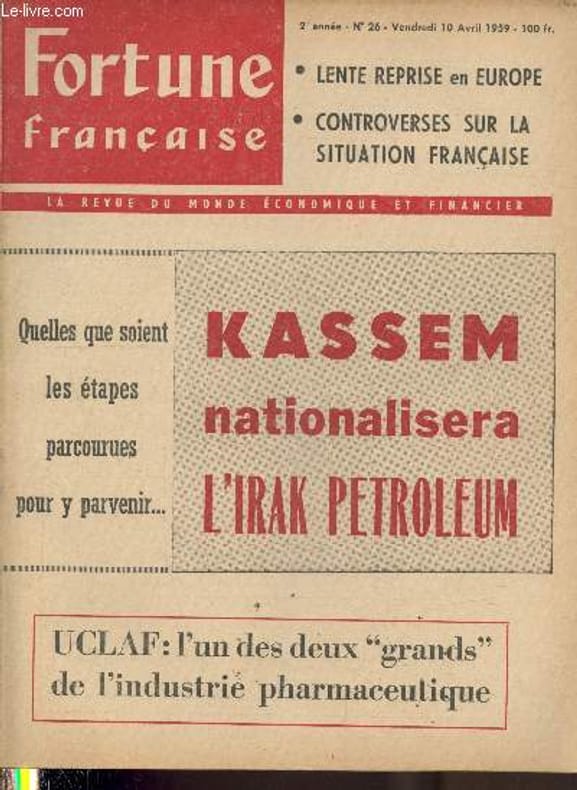 Le-livre.com
2e année - N° 26 - Vendredi 10 Avril 1959 - 100 fr.
Fortune
française
• LENTE REPRISE en EUROPE
• CONTROVERSES SUR LA
SITUATION FRANÇAISE
LA REVUE DU MONDE ÉCONOMIQUE ET FINANCIER
Quelles que soient
les étapes
parcourues
pour y parvenir...
KASSEM
nationalisera
L'IRAK PETROLEUM
UCLAF : l'un des deux "grands"
de l'industrie pharmaceutique